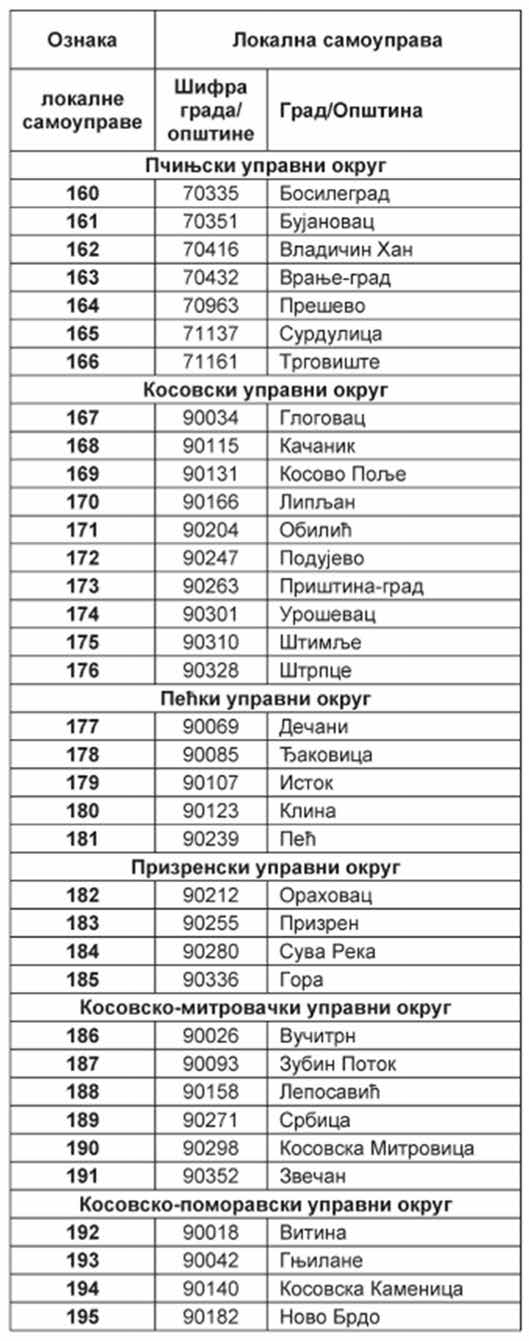 Ознака Локална самоуправа
локалне самоуправе Шифра града/ општине Град/Општина
Пчињски управни округ
160 70335 Босилеград
161 70351 Бујановац
162 70416 Владичин Хан
163 70432 Врање-град
164 70963 Прешево
165 71137 Сурдулица
166 71161 Трговиште
Косовски управни округ
167 90034 Глоговац
168 90115 Качаник
169 90131 Косово Поље
170 90166 Липљан
171 90204 Обилић
172 90247 Подујево
173 90263 Приштина-град
174 90301 Урошевац
175 90310 Штимље
176 90328 Штрпце
Пећки управни округ
177 90069 Дечани
178 90085 Ђаковица
179 90107 Исток
180 90123 Клина
181 90239 Пећ
Призренски управни округ
182 90212 Ораховац
183 90255 Призрен
184 90280 Сува Река
185 90336 Гора
Косовско-митровачки управни округ
186 90026 Вучитрн
187 90093 Зубин Поток
188 90158 Лепосавић
189 90271 Србица
190 90298 Косовска Митровица
191 90352 Звечан
Косовско-поморавски управни округ
192 90018 Витина
193 90042 Гњилане
194 90140 Косовска Каменица
195 90182 Ново Брдо